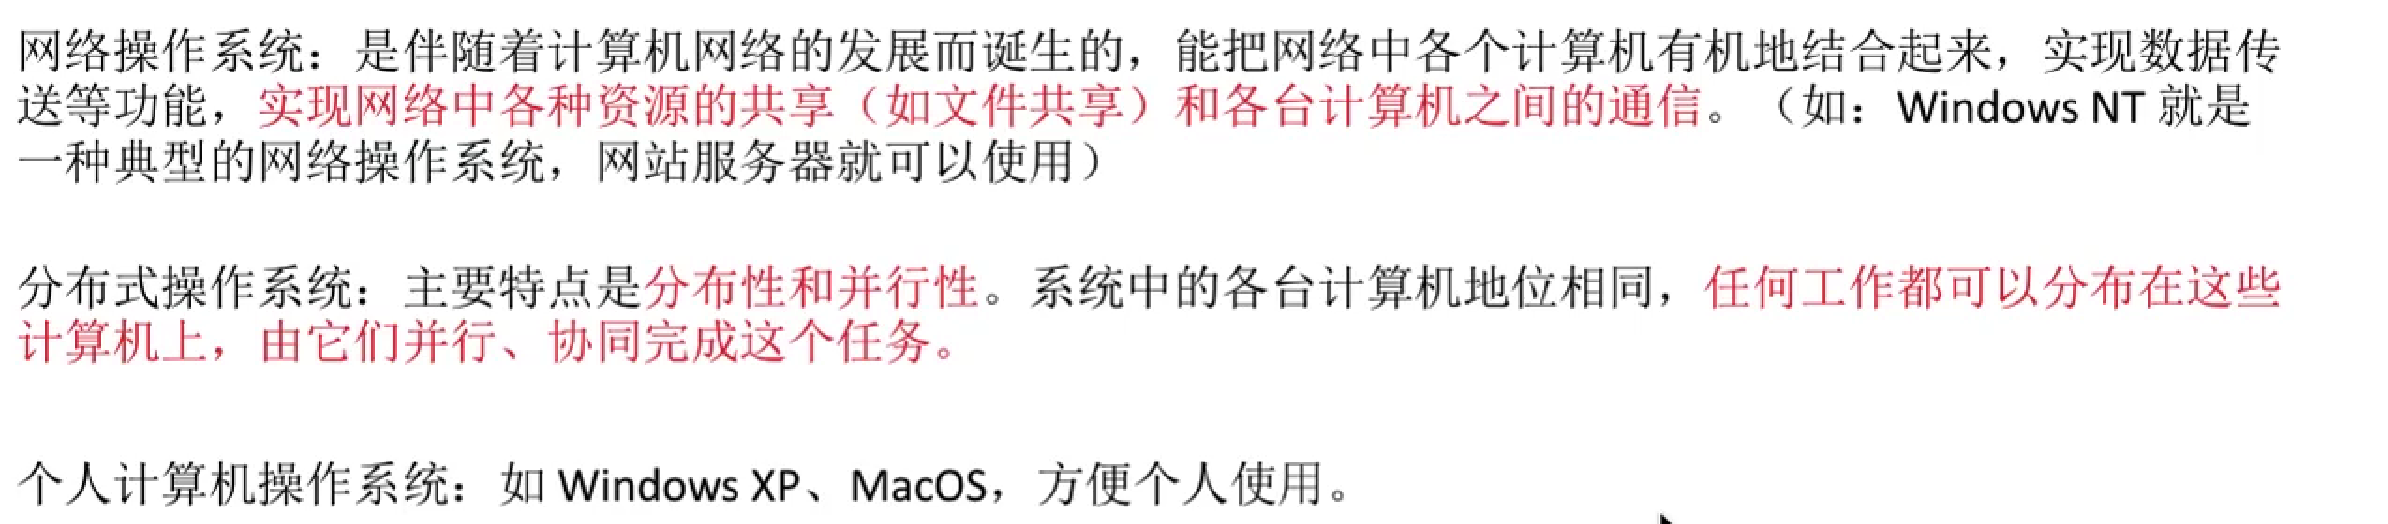 网络操作系统：是伴随着计算机网络的发展而诞生的，能把网络中各个计算机有机地结合起来，实现数据传
送等功能，实现网络中各种资源的共享（如文件共享）和各台计算机之间的通信。（如：Windows NT 就是
一种典型的网络操作系统，网站服务器就可以使用）
分布式操作系统：主要特点是分布性和并行性。系统中的各台计算机地位相同，任何工作都可以分布在这些
计算机上，由它们并行、协同完成这个任务。
个人计算机操作系统：如 Windows XP、MacOS，方便个人使用。